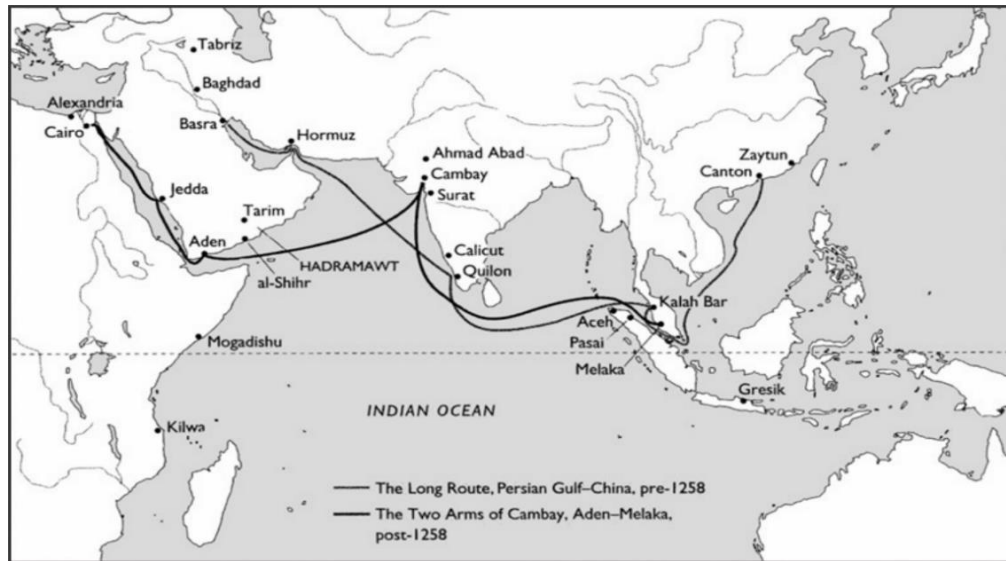 Tabriz
Baghdad
Alexandria
Cairo
Basra
Hormuz
Ahmad Abad
Cambay
Surat
Zaytun
Canton
Jedda
Tarim
Aden
HADRAMAWT
al-Shihr
Calicut
Quilon
Kalah Bar
Aceh
Pasai
Melaka
Mogadishu
Gresik
INDIAN OCEAN
Kilwa
The Long Route, Persian Gulf–China, pre-1258
The Two Arms of Cambay, Aden–Melaka,
post-1258